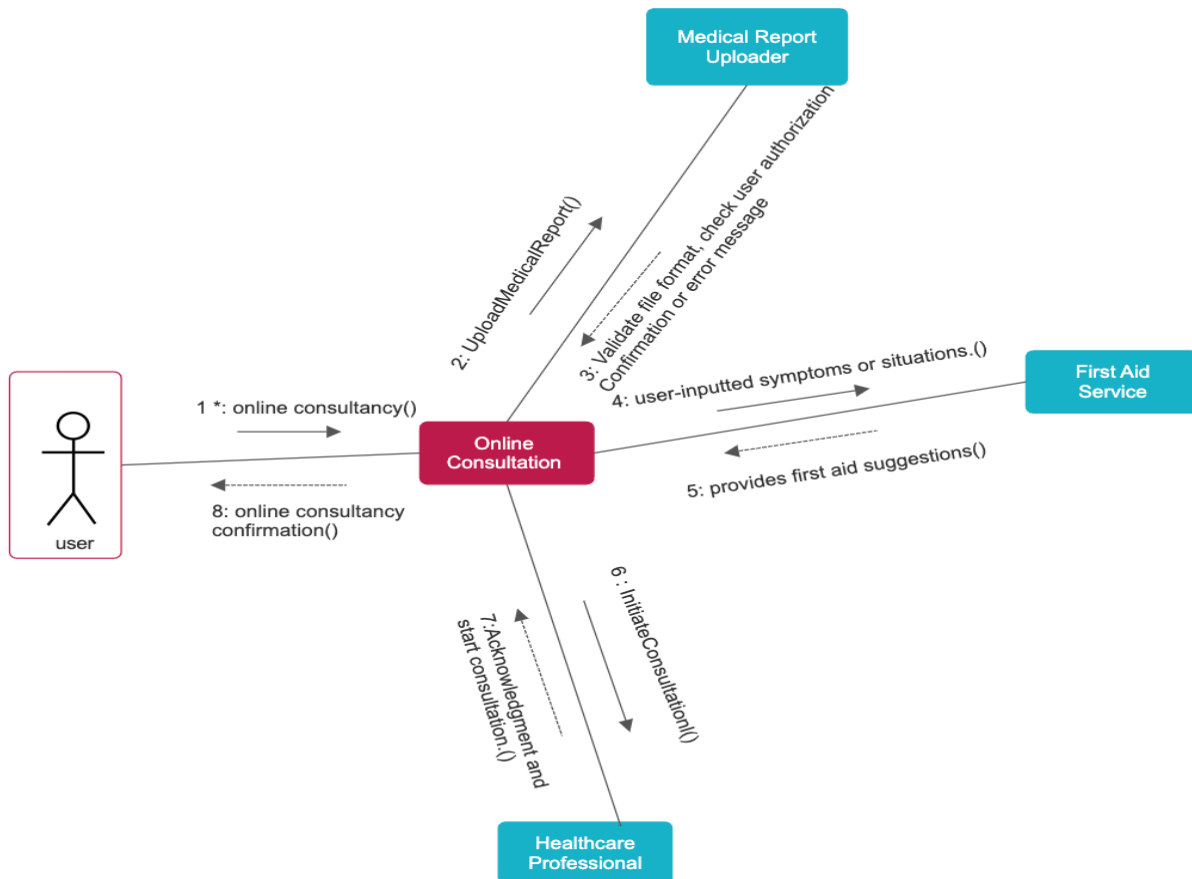 Medical Report
Uploader
2: UploadMedicalReport()
3: Validate file format, check user authorization
Confirmation or error message
4: user-inputted symptoms or situations.()
First Aid
Service
1 *: online consultancy()
Online
Consultation
5: provides first aid suggestions()
8: online consultancy
confirmation()
user
6 : InitiateConsultationI()
7:Acknowledgment and
start consultation.()
Healthcare
Professional